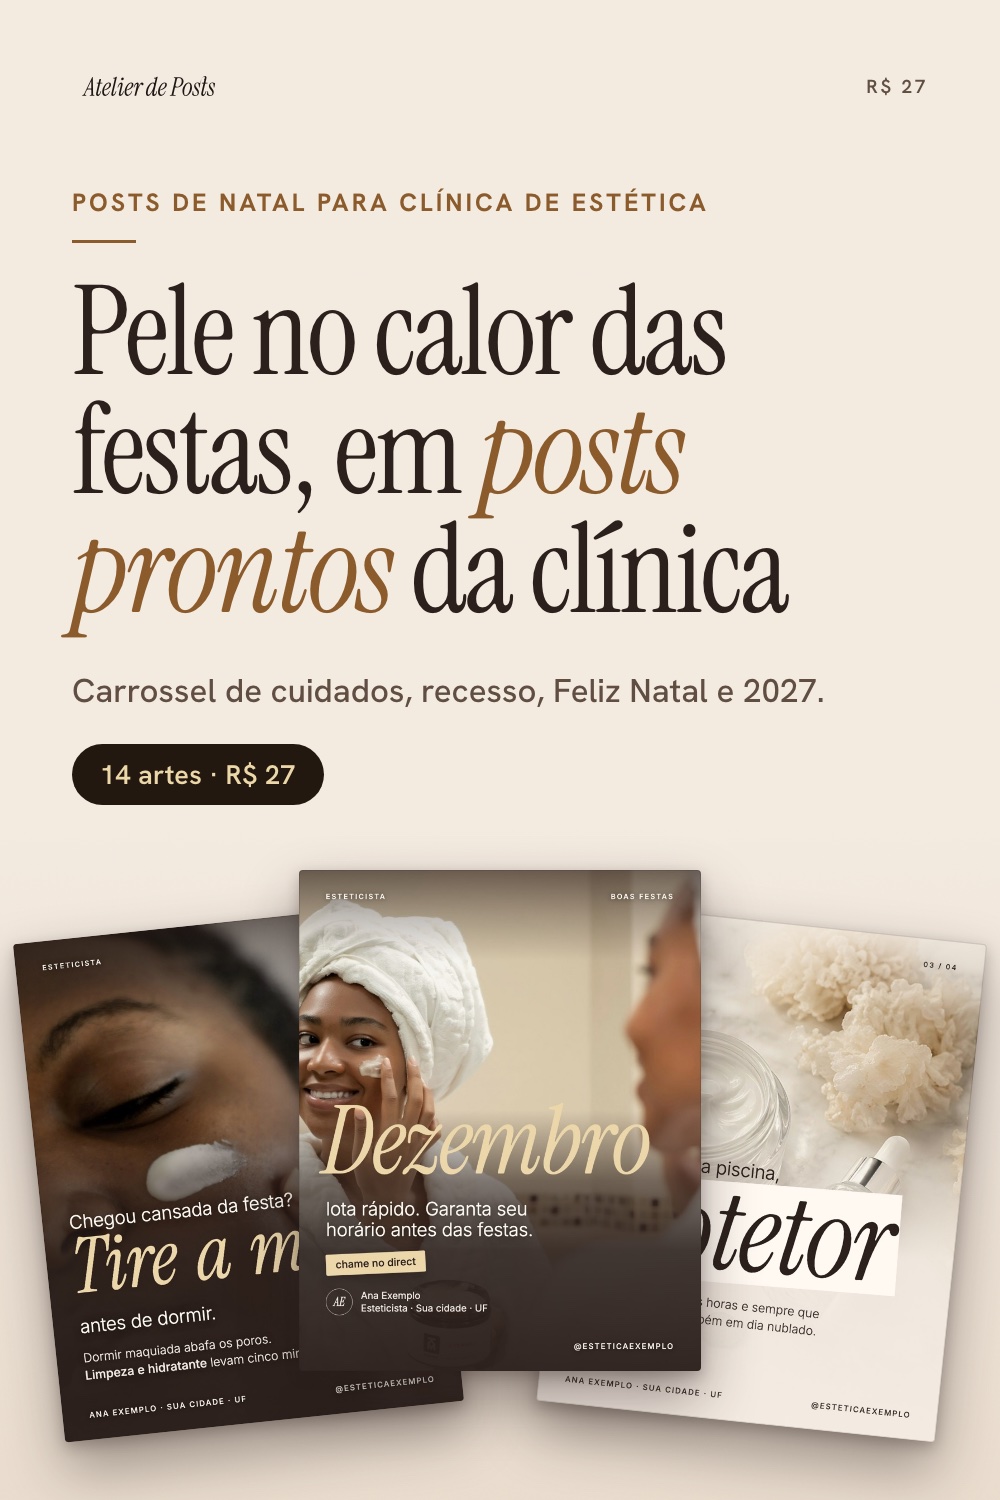 Atelier de Posts
R$ 27
POSTS DE NATAL PARA CLÍNICA DE ESTÉTICA
Pele no calor das
festas, em posts
prontos da clínica
Carrossel de cuidados, recesso, Feliz Natal e 2027.
14 artes · R$ 27
ESTETICISTA
Chegou cansada da festa?
Tire a m
antes de dormir.
Dormir maquiada abafa os poros.
Limpeza e hidratante levam cinco
ANA EXEMPLO · SUA CIDADE · UF
@ESTETICAEXEMPLO
ESTETICISTA
BOAS FESTAS
Dezembro
lota rápido. Garanta seu
horário antes das festas.
chame no direct
AE
Ana Exemplo
Esteticista · Sua cidade · UF
@ESTETICAEXEMPLO
03 / 04
a piscina,
otetor
horas e sempre que
em dia nublado.
ANA EXEMPLO · SUA CIDADE · UF
@ESTETICAEXEMPLO